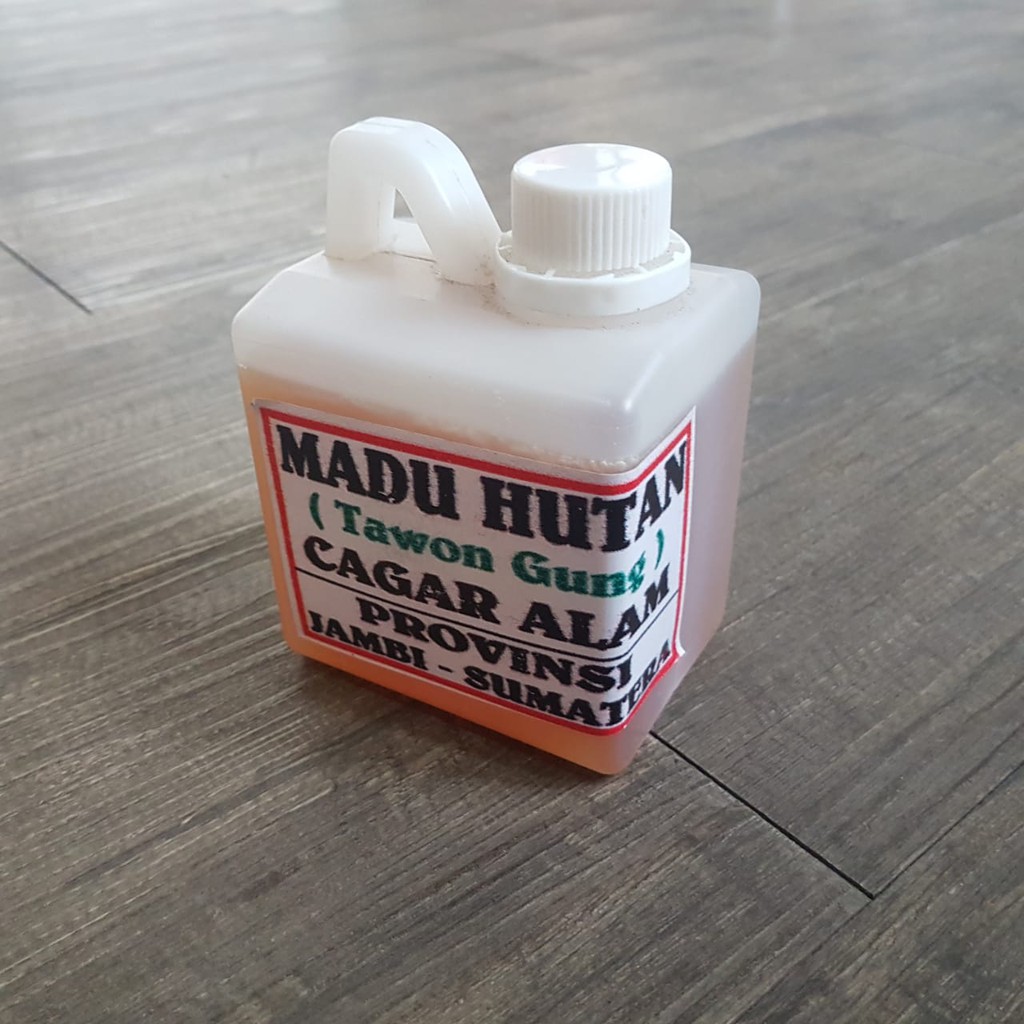 MADU HUTAN
( Tawon Gung )
CAGAR ALAM
PROVINSI
JAMBI - SUMATERA